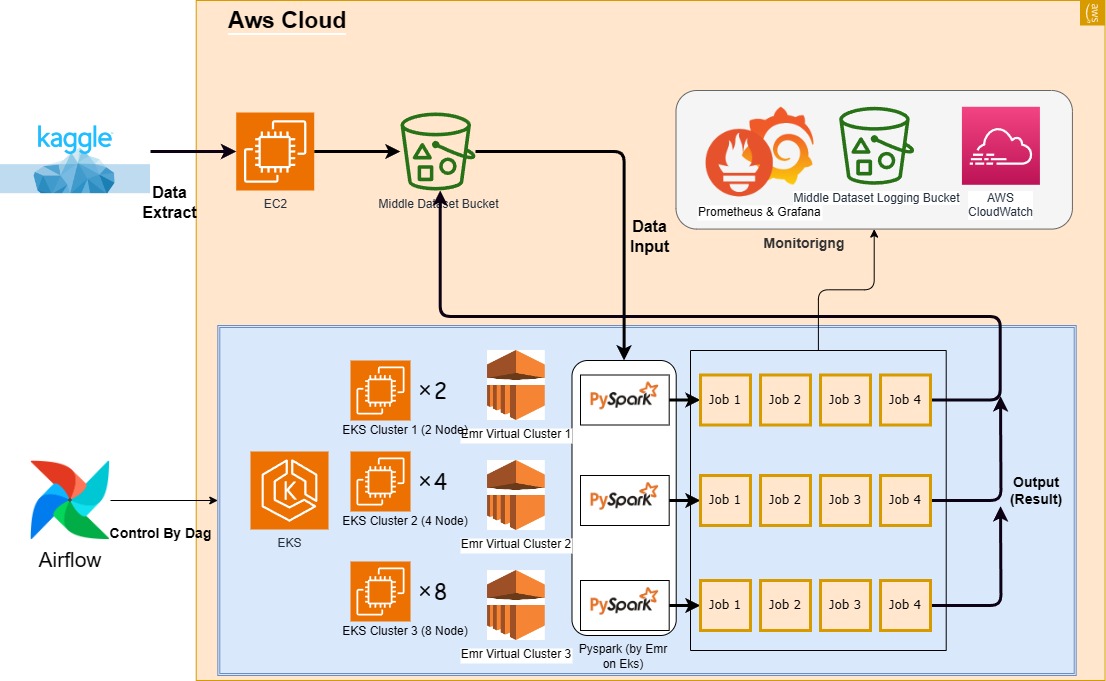 Aws Cloud
aws
kaggle
Data
Extract
EC2
Middle Dataset Bucket
Data
Input
Prometheus & Grafana
Middle Dataset Logging Bucket
AWS
CloudWatch
Monitorigng
×2
EKS Cluster 1 (2 Node)
Emr Virtual Cluster 1
PySpark
Job 1
Job 2
Job 3
Job 4
Airflow
Control By Dag
K
EKS
×4
EKS Cluster 2 (4 Node)
Emr Virtual Cluster 2
PySpark
Job 1
Job 2
Job 3
Job 4
Output
(Result)
×8
EKS Cluster 3 (8 Node)
Emr Virtual Cluster 3
PySpark
Job 1
Job 2
Job 3
Job 4
Pyspark (by Emr
on Eks)